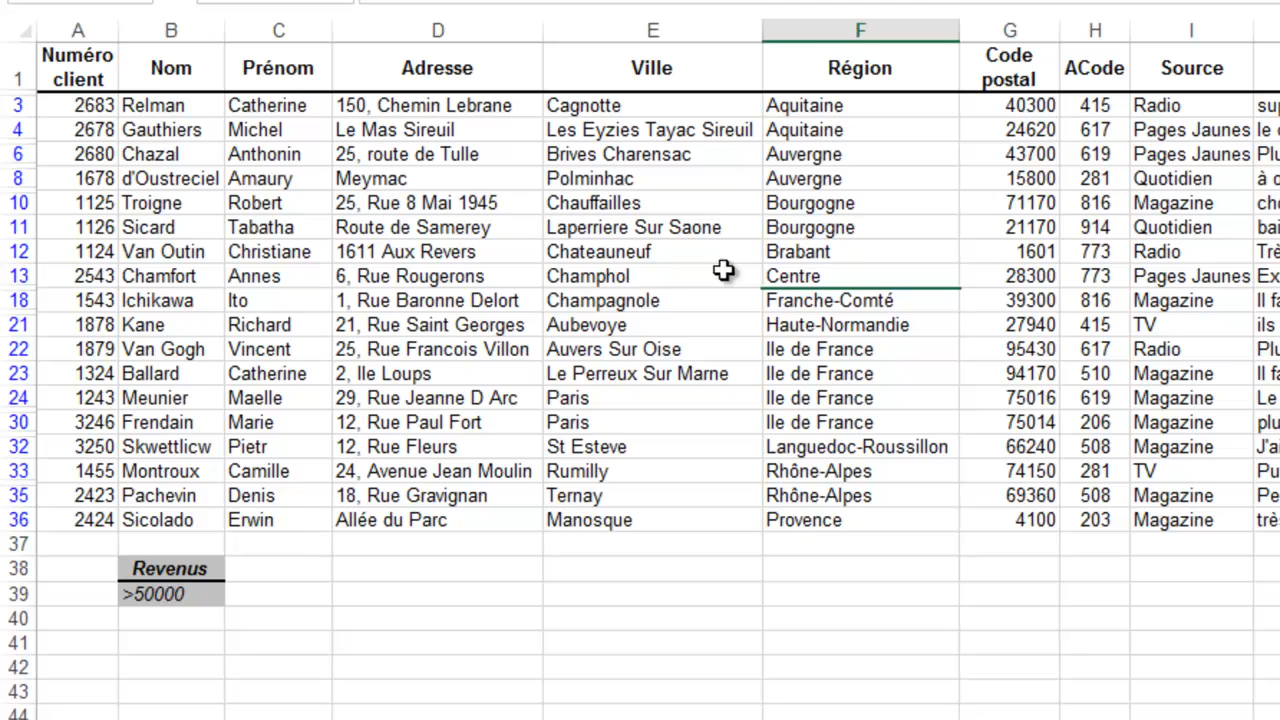 A B C D E F G H I
1 Numéro client Nom Prénom Adresse Ville Région Code postal ACode Source
3 2683 Relman Catherine 150, Chemin Lebrane Cagnotte Aquitaine 40300 415 Radio
4 2678 Gauthiers Michel Le Mas Sireuil Les Eyzies Tayac Sireuil Aquitaine 24620 617 Pages Jaunes le
6 2680 Chazal Anthonin 25, route de Tulle Brives Charensac Auvergne 43700 619 Pages Jaunes
8 1678 d'Oustreciel Amaury Meymac Polminhac Auvergne 15800 281 Quotidien à
10 1125 Troigne Robert 25, Rue 8 Mai 1945 Chauffailles Bourgogne 71170 816 Magazine
11 1126 Sicard Tabatha Route de Samerey Laperriere Sur Saone Bourgogne 21170 914 Quotidien
12 1124 Van Outin Christiane 1611 Aux Revers Chateauneuf Brabant 1601 773 Radio
13 2543 Chamfort Annes 6, Rue Rougerons Champhol Centre 28300 773 Pages Jaunes
18 1543 Ichikawa Ito 1, Rue Baronne Delort Champagnole Franche-Comté 39300 816 Magazine Il
21 1878 Kane Richard 21, Rue Saint Georges Aubevoye Haute-Normandie 27940 415 TV ils
22 1879 Van Gogh Vincent 25, Rue Francois Villon Auvers Sur Oise Ile de France 95430 617 Radio
23 1324 Ballard Catherine 2, Ile Loups Le Perreux Sur Marne Ile de France 94170 510 Magazine Il
24 1243 Meunier Maelle 29, Rue Jeanne D Arc Paris Ile de France 75016 619 Magazine Le
30 3246 Frendain Marie 12, Rue Paul Fort Paris Ile de France 75014 206 Magazine
32 3250 Skwettlicw Pietr 12, Rue Fleurs St Esteve Languedoc-Roussillon 66240 508 Magazine
33 1455 Montroux Camille 24, Avenue Jean Moulin Rumilly Rhône-Alpes 74150 281 TV
35 2423 Pachevin Denis 18, Rue Gravignan Ternay Rhône-Alpes 69360 508 Magazine
36 2424 Sicolado Erwin Allée du Parc Manosque Provence 4100 203 Magazine
37
38 Revenus
39 >50000
40
41
42
43
44